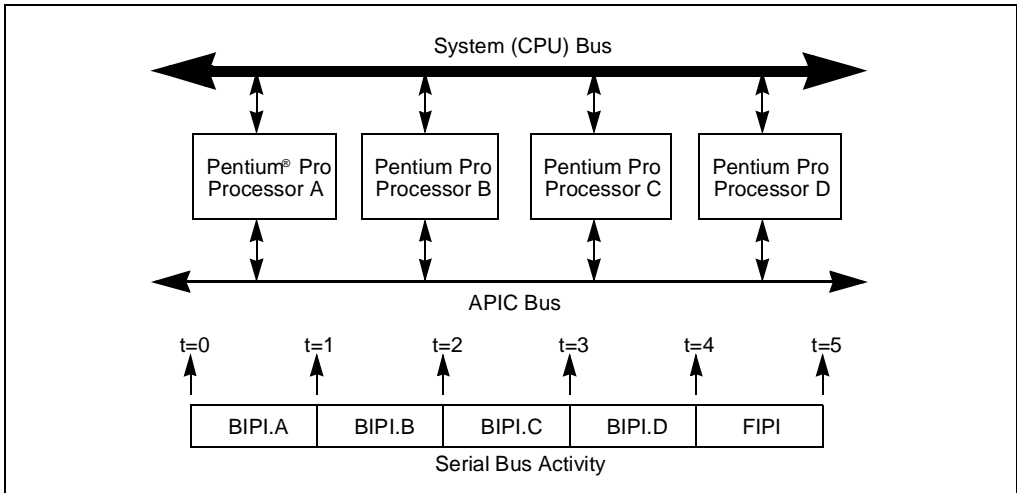 System (CPU) Bus
Pentium® Pro
Processor A
Pentium Pro
Processor B
Pentium Pro
Processor C
Pentium Pro
Processor D
APIC Bus
t=0 t=1 t=2 t=3 t=4 t=5
BIPI.A BIPI.B BIPI.C BIPI.D FIPI
Serial Bus Activity